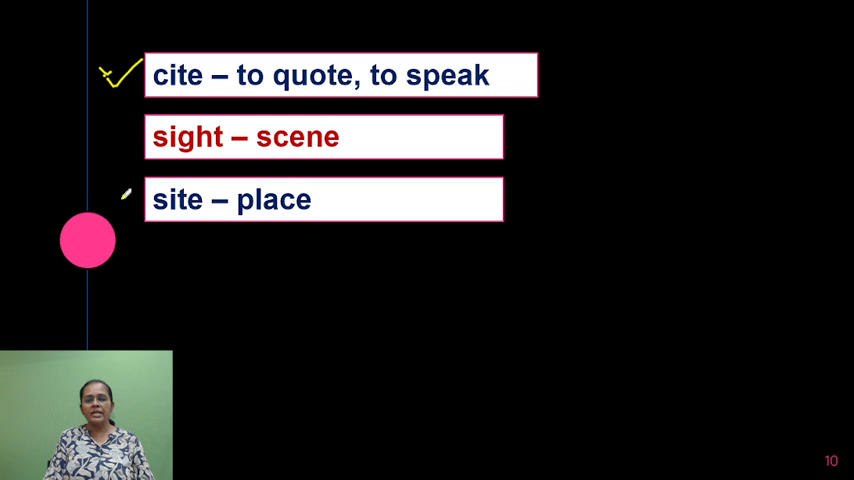 cite – to quote, to speak
sight – scene
site – place
10